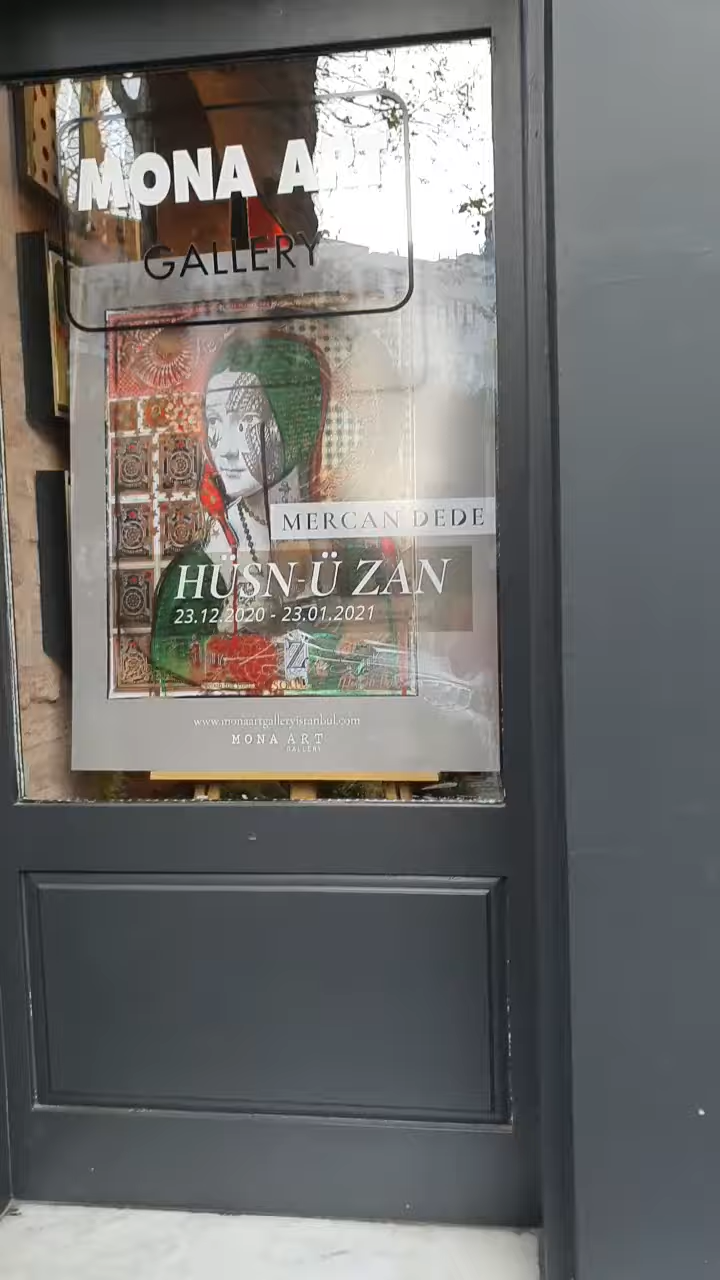 MONA ART
GALLERY
MERCAN DEDE
HÜSN-Ü ZAN
23.12.2020 - 23.01.2021
www.monaartgalleryistanbul.com
MONA ART
GALLERY